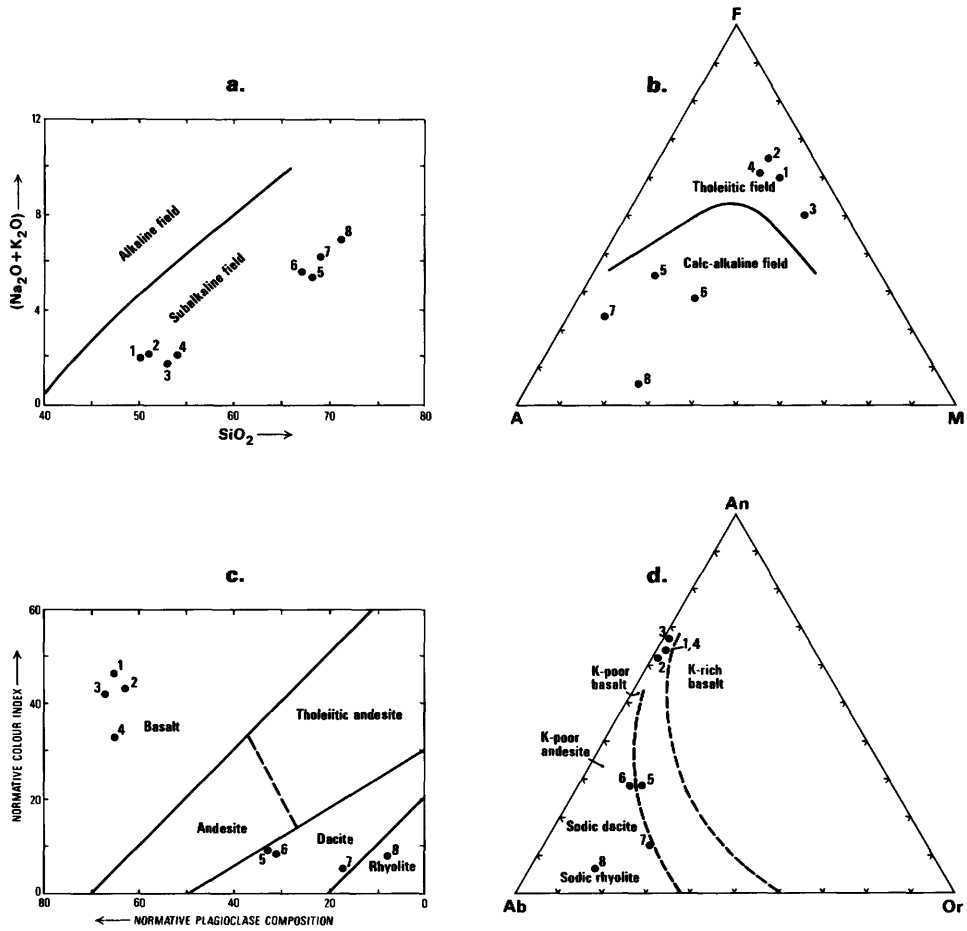 a.
12
8
4
0
(Na2O+K2O)
Alkaline field
Subalkaline field
1 2
3
4
6
5
7
8
40
50
60
70
80
SiO2
b.
F
4
2
1
Tholeiitic field
3
Calc-alkaline field
5
6
7
8
A
M
c.
60
40
20
0
NORMATIVE COLOUR INDEX
1
3
2
4
Basalt
Tholeiitic andesite
Andesite
Dacite
Rhyolite
5
6
7
8
80
60
40
20
0
NORMATIVE PLAGIOCLASE COMPOSITION
d.
An
3
1,4
2
K-poor
basalt
K-rich
basalt
K-poor
andesite
6
5
Sodic dacite
7
8
Sodic rhyolite
Ab
Or